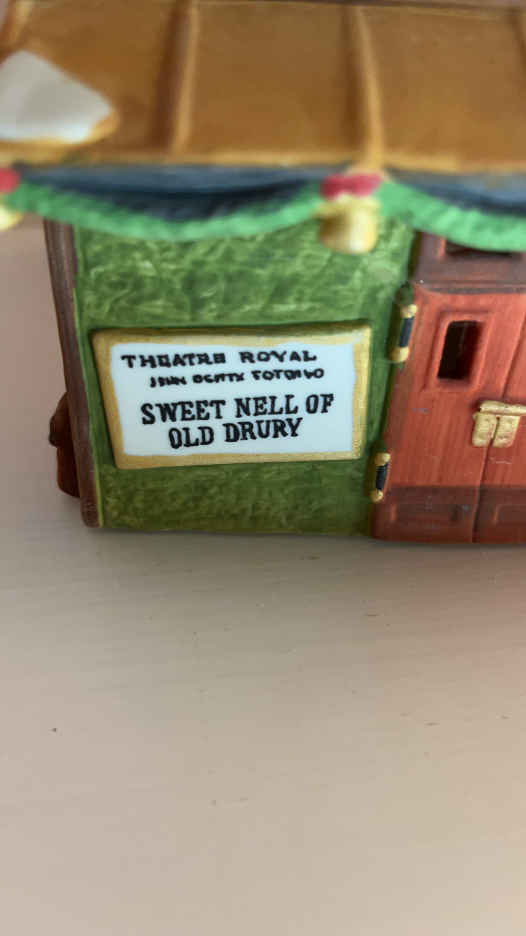 THEATRE ROYAL
SWEET NELL OF
OLD DRURY